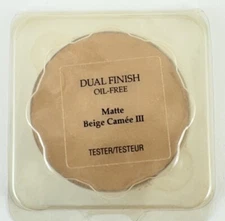 DUAL FINISH
OIL-FREE
Matte
Beige Camée III
TESTER/TESTEUR